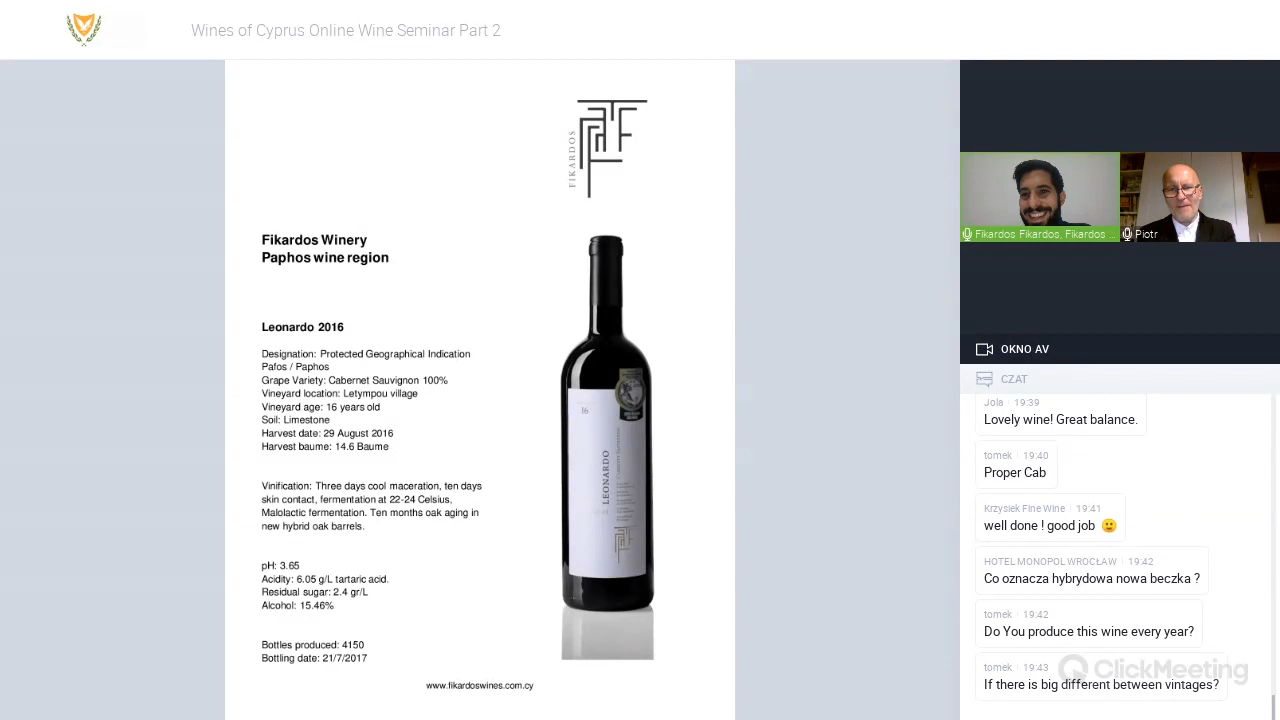 Wines of Cyprus Online Wine Seminar Part 2
FIKARDOS
Fikardos Winery
Paphos wine region
Leonardo 2016
Designation: Protected Geographical Indication
Pafos / Paphos
Grape Variety: Cabernet Sauvignon 100%
Vineyard location: Letympou village
Vineyard age: 16 years old
Soil: Limestone
Harvest date: 29 August 2016
Harvest baume: 14.6 Baume
Vinification: Three days cool maceration, ten days
skin contact, fermentation at 22-24 Celsius,
Malolactic fermentation. Ten months oak aging in
new hybrid oak barrels.
pH: 3.65
Acidity: 6.05 g/L tartaric acid.
Residual sugar: 2.4 gr/L
Alcohol: 15.46%
Bottles produced: 4150
Bottling date: 21/7/2017
www.fikardoswines.com.cy
16
LEONARDO
Cabernet Sauvignon
Fikardos Fikardos, Fikardos ...
Piotr
OKNO AV
CZAT
Jola 19:39
Lovely wine! Great balance.
tomek 19:40
Proper Cab
Krzysiek Fine Wine 19:41
well done ! good job 🙂
HOTEL MONOPOL WROCŁAW 19:42
Co oznacza hybrydowa nowa beczka ?
tomek 19:42
Do You produce this wine every year?
tomek 19:43
If there is big different between vintages?
ClickMeeting